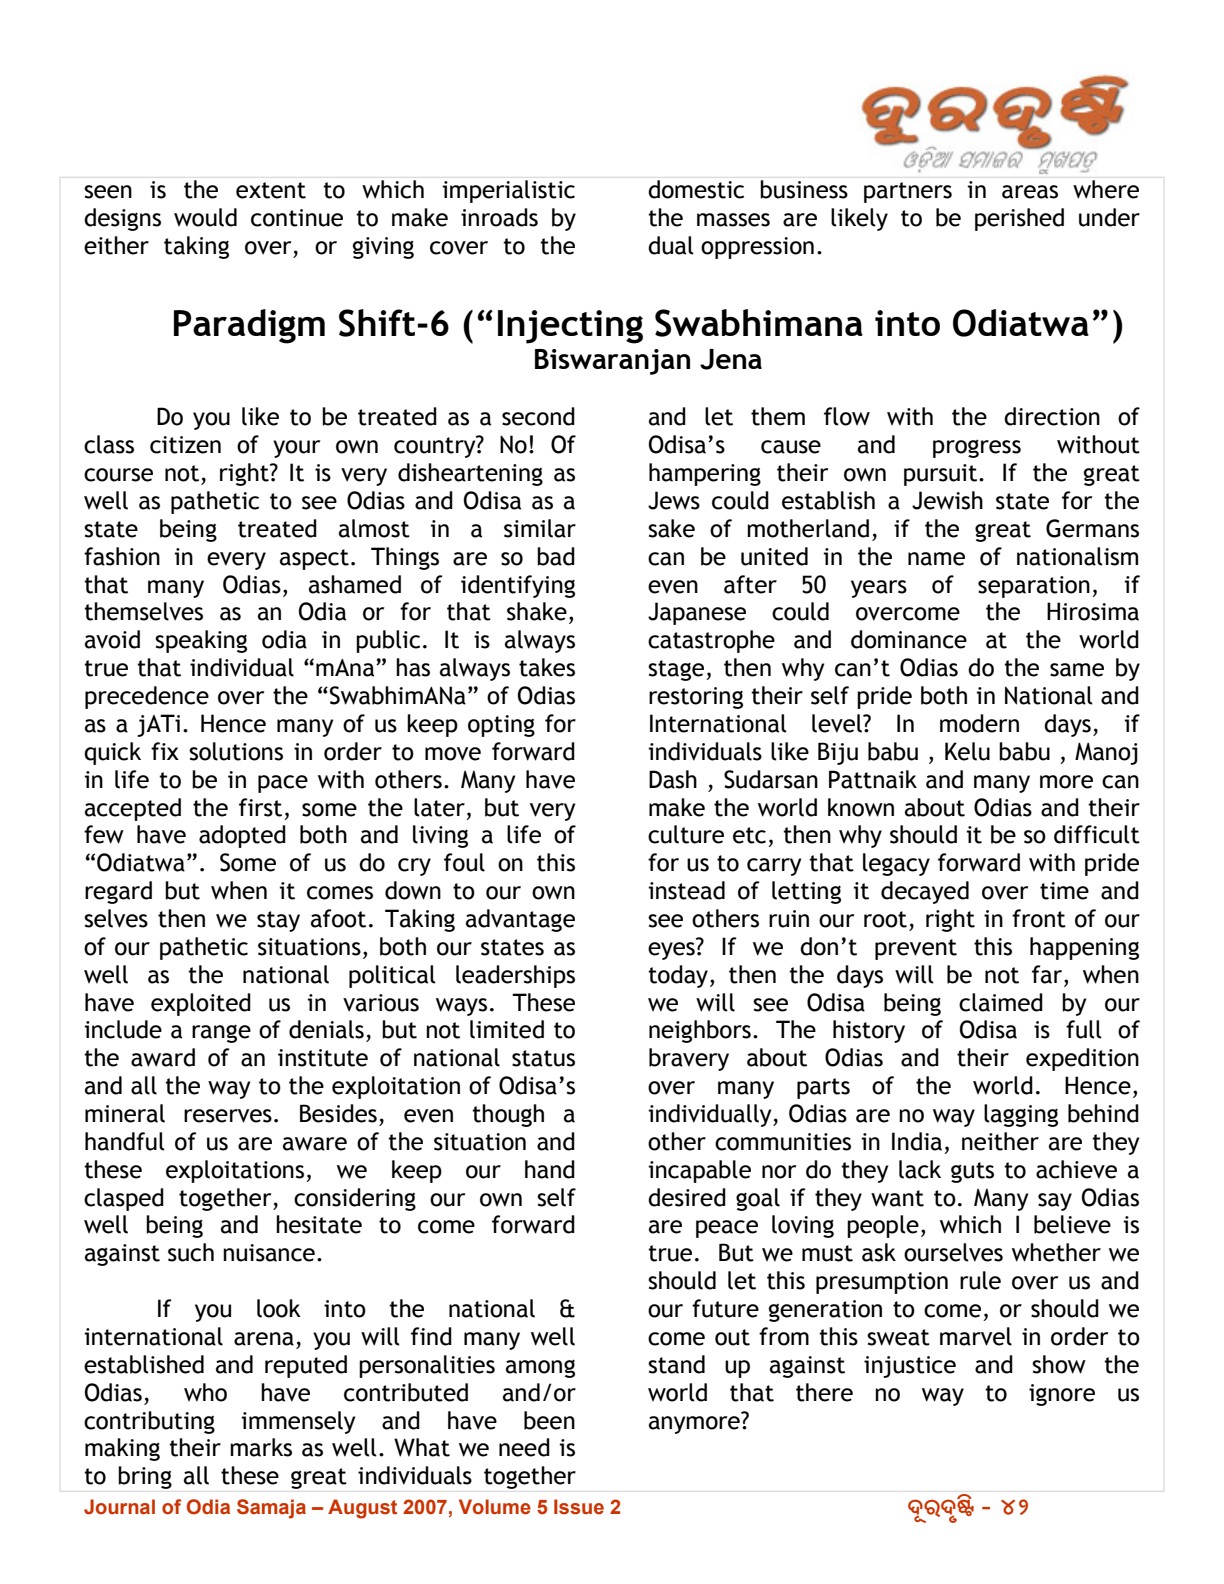 ଦୁରଦୃଷ୍ଟି
ଓଡ଼ିଆ ସମାଜର ମୁଖପତ୍ର
seen is the extent to which imperialistic
designs would continue to make inroads by
either taking over, or giving cover to the
domestic business partners in areas where
the masses are likely to be perished under
dual oppression.
Paradigm Shift-6 (“Injecting Swabhimana into Odiatwa”)
Biswaranjan Jena
Do you like to be treated as a second
class citizen of your own country? No! Of
course not, right? It is very disheartening as
well as pathetic to see Odias and Odisa as a
state being treated almost in a similar
fashion in every aspect. Things are so bad
that many Odias, ashamed of identifying
themselves as an Odia or for that shake,
avoid speaking odia in public. It is always
true that individual “mAna” has always takes
precedence over the “SwabhimANa” of Odias
as a jATi. Hence many of us keep opting for
quick fix solutions in order to move forward
in life to be in pace with others. Many have
accepted the first, some the later, but very
few have adopted both and living a life of
“Odiatwa”. Some of us do cry foul on this
regard but when it comes down to our own
selves then we stay afoot. Taking advantage
of our pathetic situations, both our states as
well as the national political leaderships
have exploited us in various ways. These
include a range of denials, but not limited to
the award of an institute of national status
and all the way to the exploitation of Odisa’s
mineral reserves. Besides, even though a
handful of us are aware of the situation and
these exploitations, we keep our hand
clasped together, considering our own self
well being and hesitate to come forward
against such nuisance.
If you look into the national &
international arena, you will find many well
established and reputed personalities among
Odias, who have contributed and/or
contributing immensely and have been
making their marks as well. What we need is
to bring all these great individuals together
and let them flow with the direction of
Odisa’s cause and progress without
hampering their own pursuit. If the great
Jews could establish a Jewish state for the
sake of motherland, if the great Germans
can be united in the name of nationalism
even after 50 years of separation, if
Japanese could overcome the Hirosima
catastrophe and dominance at the world
stage, then why can’t Odias do the same by
restoring their self pride both in National and
International level? In modern days, if
individuals like Biju babu , Kelu babu , Manoj
Dash , Sudarsan Pattnaik and many more can
make the world known about Odias and their
culture etc, then why should it be so difficult
for us to carry that legacy forward with pride
instead of letting it decayed over time and
see others ruin our root, right in front of our
eyes? If we don’t prevent this happening
today, then the days will be not far, when
we will see Odisa being claimed by our
neighbors. The history of Odisa is full of
bravery about Odias and their expedition
over many parts of the world. Hence,
individually, Odias are no way lagging behind
other communities in India, neither are they
incapable nor do they lack guts to achieve a
desired goal if they want to. Many say Odias
are peace loving people, which I believe is
true. But we must ask ourselves whether we
should let this presumption rule over us and
our future generation to come, or should we
come out from this sweat marvel in order to
stand up against injustice and show the
world that there no way to ignore us
anymore?
Journal of Odia Samaja – August 2007, Volume 5 Issue 2
ଦୂରଦୃଷ୍ଟି - ୪୨